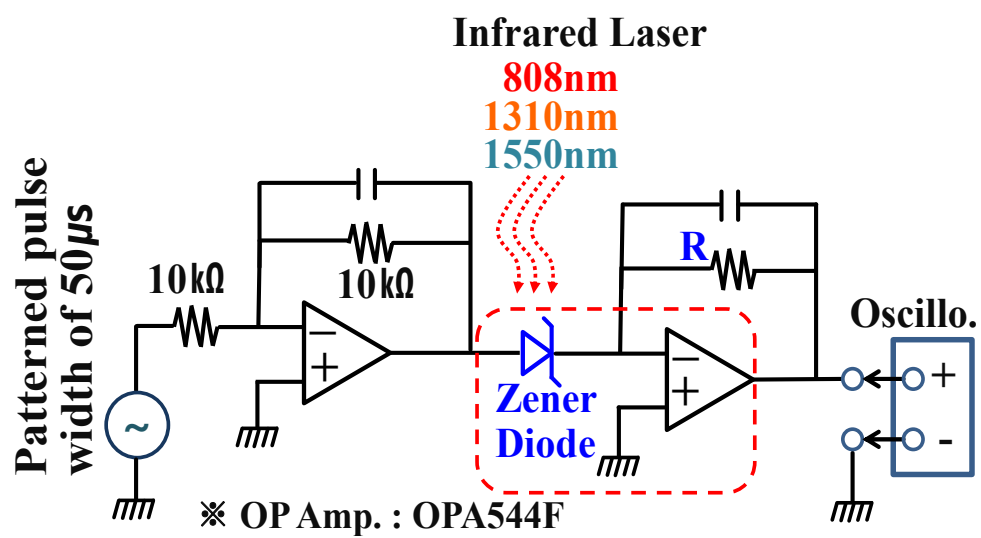 Infrared Laser
808nm
1310nm
1550nm
Patterned pulse
width of 50μs
10kΩ
10kΩ
R
Oscillo.
−
+
−
+
+
-
~
Zener
Diode
※ OP Amp. : OPA544F